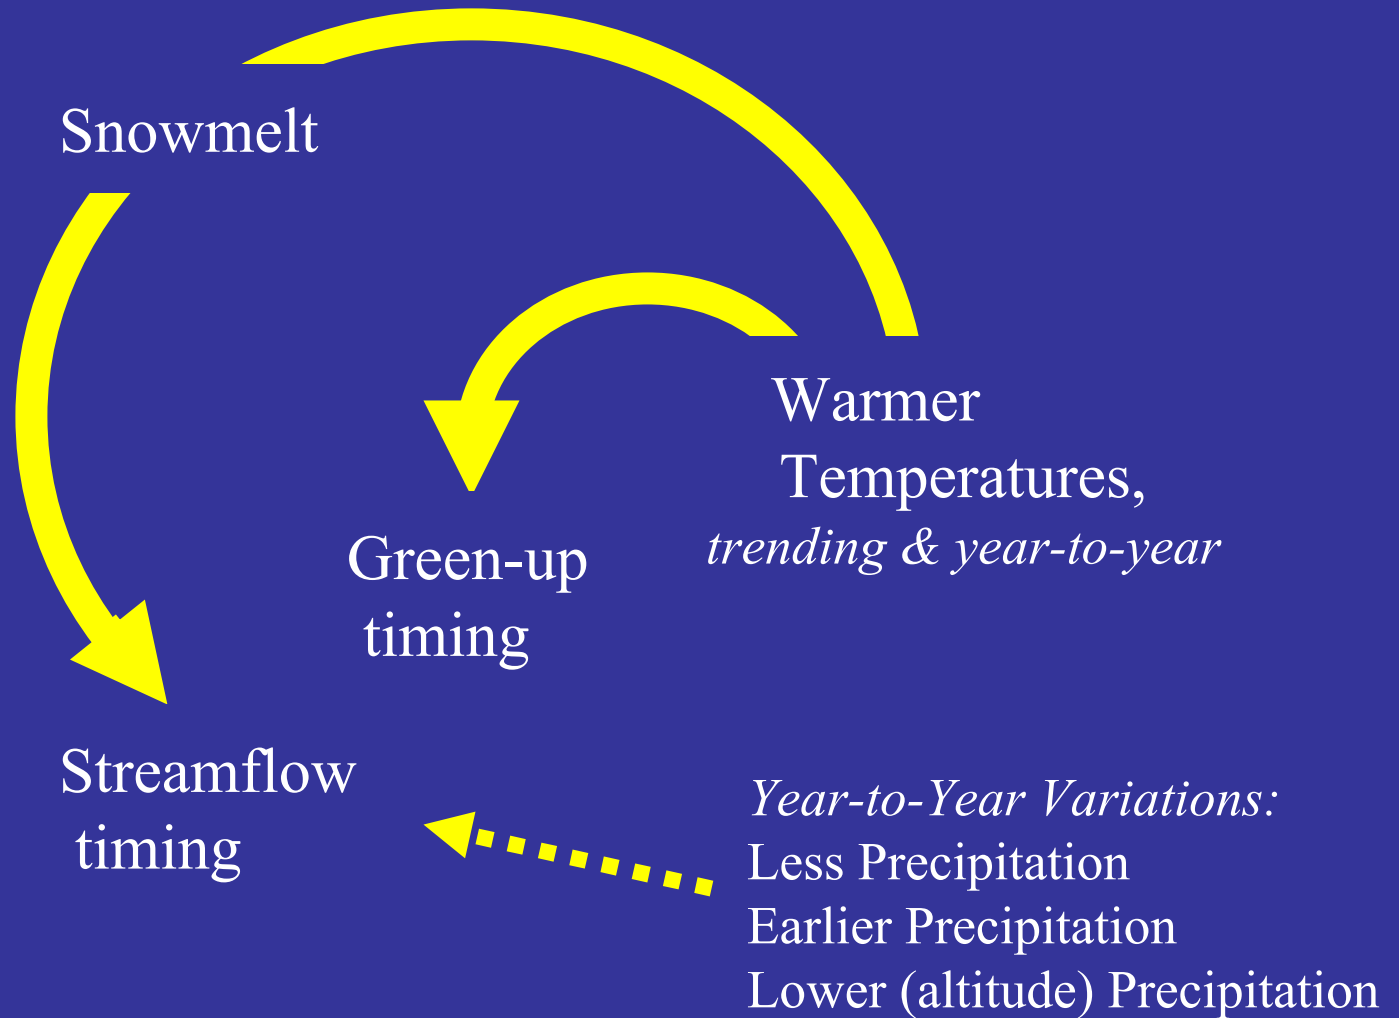 Snowmelt
Warmer
Temperatures,
trending & year-to-year
Green-up
timing
Streamflow
timing
Year-to-Year Variations:
Less Precipitation
Earlier Precipitation
Lower (altitude) Precipitation